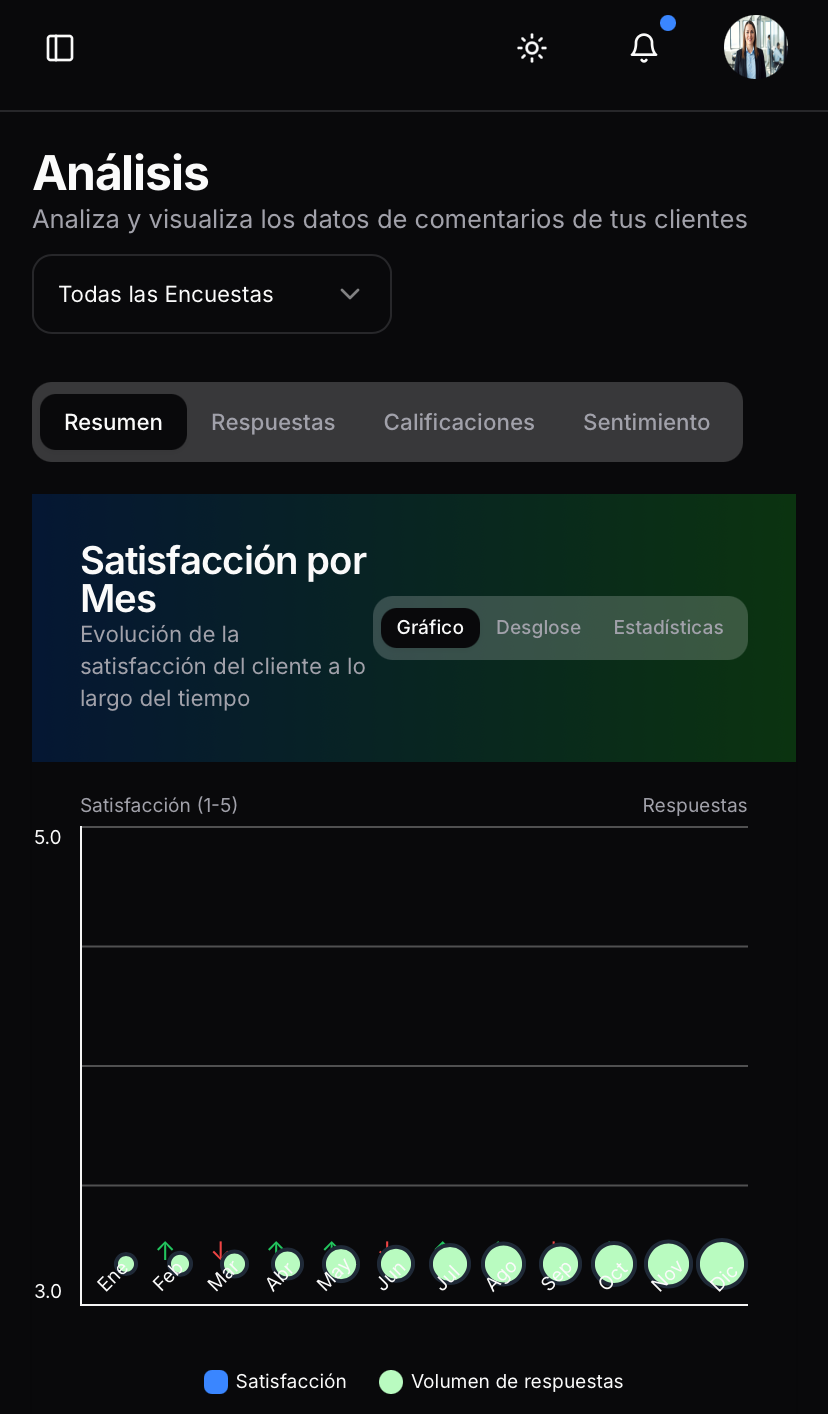 Análisis
Analiza y visualiza los datos de comentarios de tus clientes
Todas las Encuestas
Resumen Respuestas Calificaciones Sentimiento
Satisfacción por
Mes
Evolución de la
satisfacción del cliente a lo
largo del tiempo
Gráfico Desglose Estadísticas
Satisfacción (1-5) Respuestas
5.0
3.0
Ene Feb Mar Abr May Jun Jul Ago Sep Oct Nov Dic
Satisfacción Volumen de respuestas